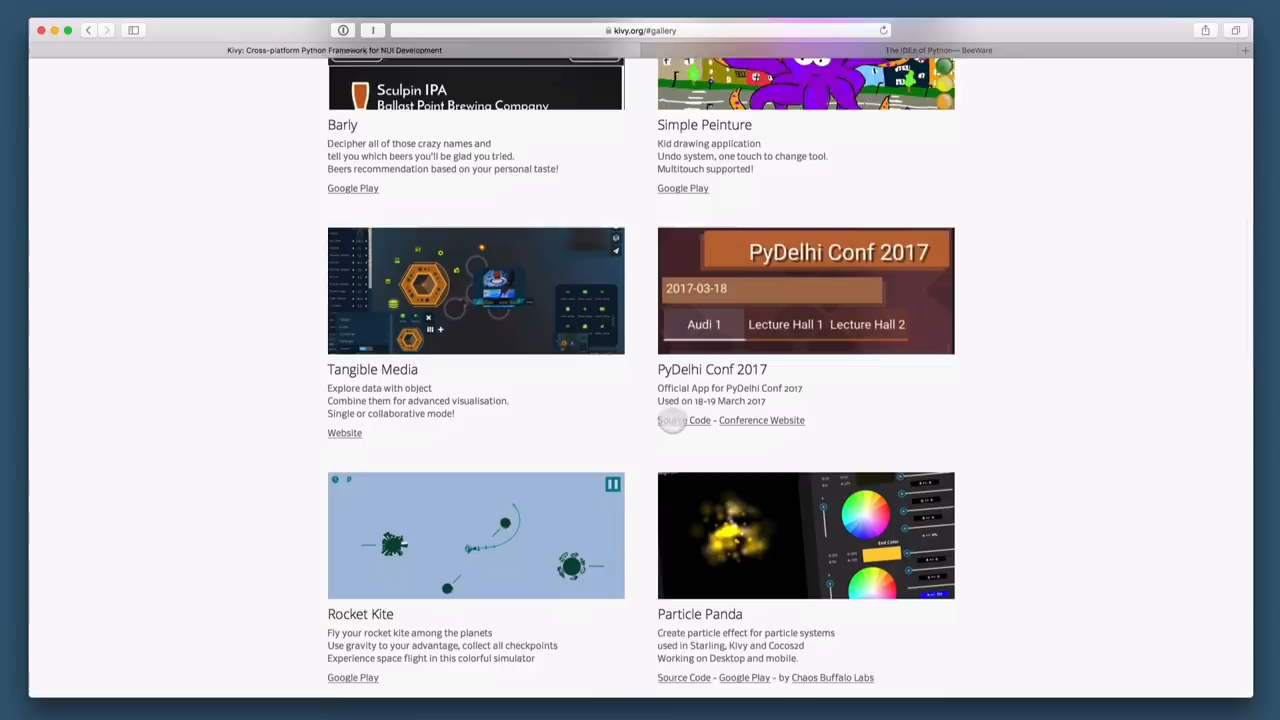 kivy.org/#gallery
Kivy: Cross-platform Python Framework for NUI Development
The IDEs of Python— BeeWare
Sculpin IPA
Ballast Point Brewing Company
Barly
Decipher all of those crazy names and
tell you which beers you'll be glad you tried.
Beers recommendation based on your personal taste!
Google Play
Simple Peinture
Kid drawing application
Undo system, one touch to change tool.
Multitouch supported!
Google Play
Tangible Media
Explore data with object
Combine them for advanced visualisation.
Single or collaborative mode!
Website
PyDelhi Conf 2017
2017-03-18
Audi 1 Lecture Hall 1 Lecture Hall 2
PyDelhi Conf 2017
Official App for PyDelhi Conf 2017
Used on 18-19 March 2017
Source Code - Conference Website
Rocket Kite
Fly your rocket kite among the planets
Use gravity to your advantage, collect all checkpoints
Experience space flight in this colorful simulator
Google Play
End Color
Particle Panda
Create particle effect for particle systems
used in Starling, Kivy and Cocos2d
Working on Desktop and mobile.
Source Code - Google Play - by Chaos Buffalo Labs